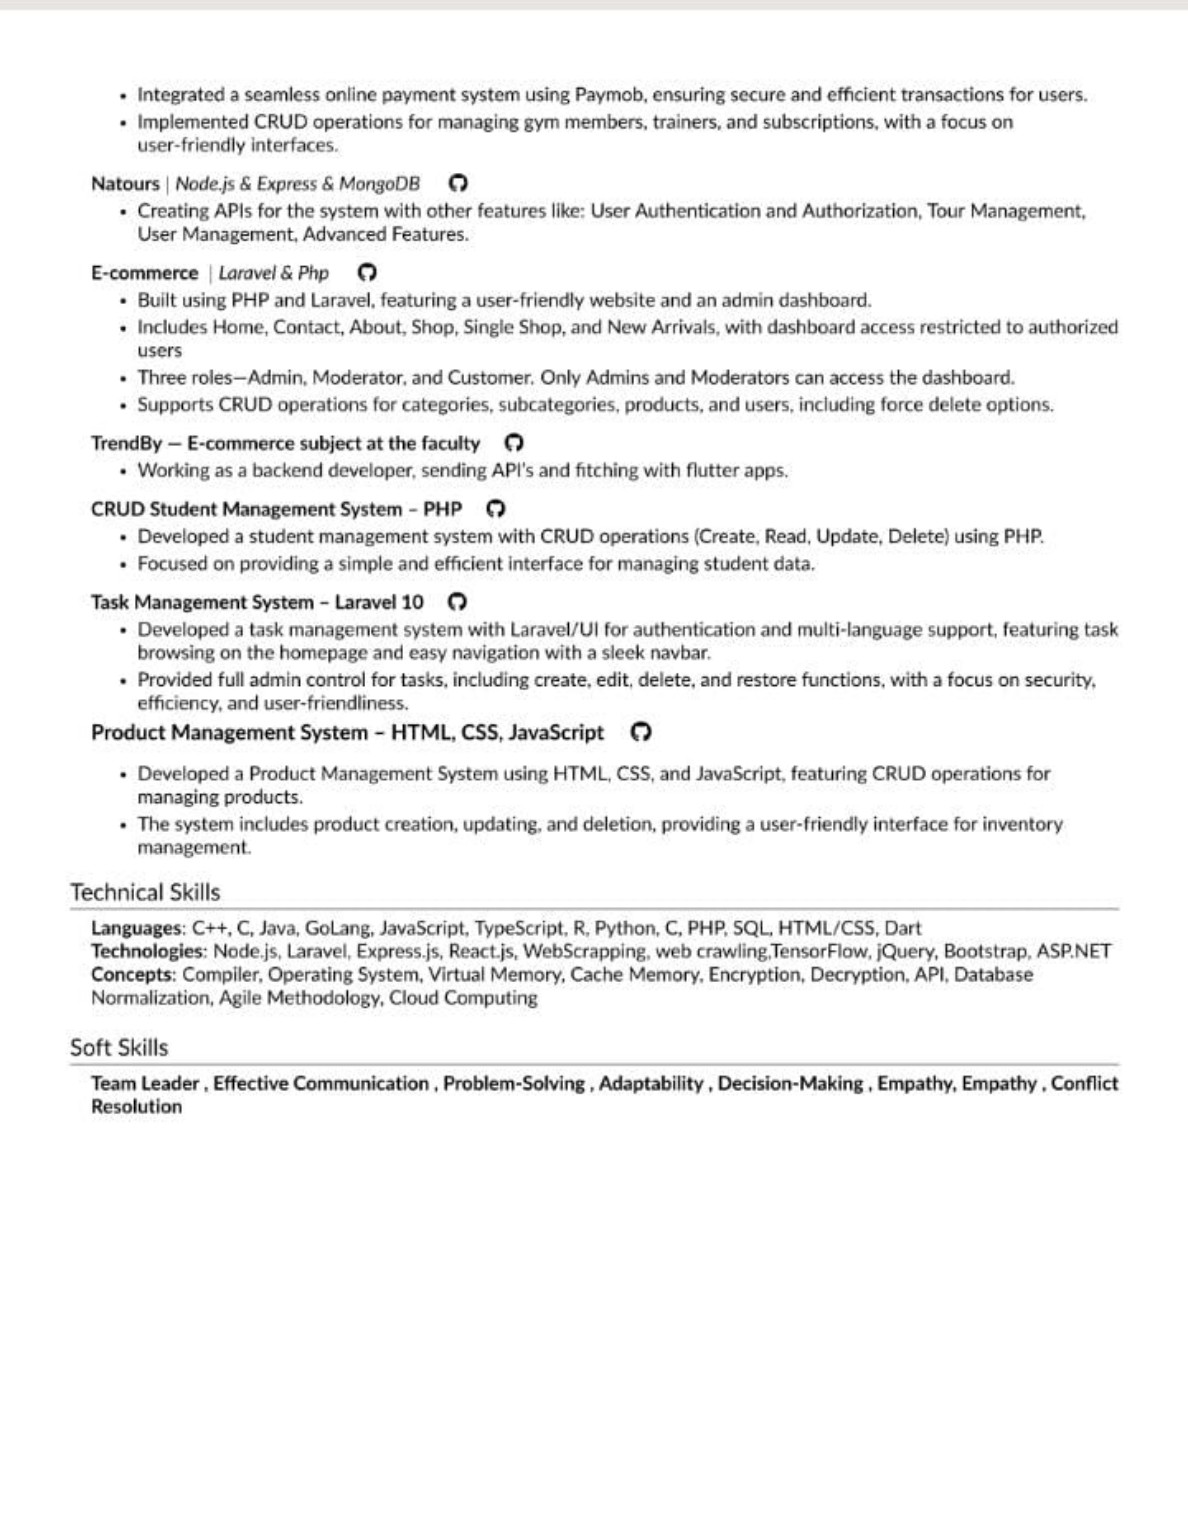 • Integrated a seamless online payment system using Paymob, ensuring secure and efficient transactions for users.
• Implemented CRUD operations for managing gym members, trainers, and subscriptions, with a focus on
user-friendly interfaces.
Natours | Node.js & Express & MongoDB
• Creating APIs for the system with other features like: User Authentication and Authorization, Tour Management,
User Management, Advanced Features.
E-commerce | Laravel & Php
• Built using PHP and Laravel, featuring a user-friendly website and an admin dashboard.
• Includes Home, Contact, About, Shop, Single Shop, and New Arrivals, with dashboard access restricted to authorized
users
• Three roles—Admin, Moderator, and Customer. Only Admins and Moderators can access the dashboard.
• Supports CRUD operations for categories, subcategories, products, and users, including force delete options.
TrendBy — E-commerce subject at the faculty
• Working as a backend developer, sending API's and fitching with flutter apps.
CRUD Student Management System – PHP
• Developed a student management system with CRUD operations (Create, Read, Update, Delete) using PHP.
• Focused on providing a simple and efficient interface for managing student data.
Task Management System – Laravel 10
• Developed a task management system with Laravel/UI for authentication and multi-language support, featuring task
browsing on the homepage and easy navigation with a sleek navbar.
• Provided full admin control for tasks, including create, edit, delete, and restore functions, with a focus on security,
efficiency, and user-friendliness.
Product Management System – HTML, CSS, JavaScript
• Developed a Product Management System using HTML, CSS, and JavaScript, featuring CRUD operations for
managing products.
• The system includes product creation, updating, and deletion, providing a user-friendly interface for inventory
management.
Technical Skills
Languages: C++, C, Java, GoLang, JavaScript, TypeScript, R, Python, C, PHP, SQL, HTML/CSS, Dart
Technologies: Node.js, Laravel, Express.js, React.js, WebScrapping, web crawling,TensorFlow, jQuery, Bootstrap, ASP.NET
Concepts: Compiler, Operating System, Virtual Memory, Cache Memory, Encryption, Decryption, API, Database
Normalization, Agile Methodology, Cloud Computing
Soft Skills
Team Leader , Effective Communication , Problem-Solving , Adaptability , Decision-Making , Empathy, Empathy , Conflict
Resolution